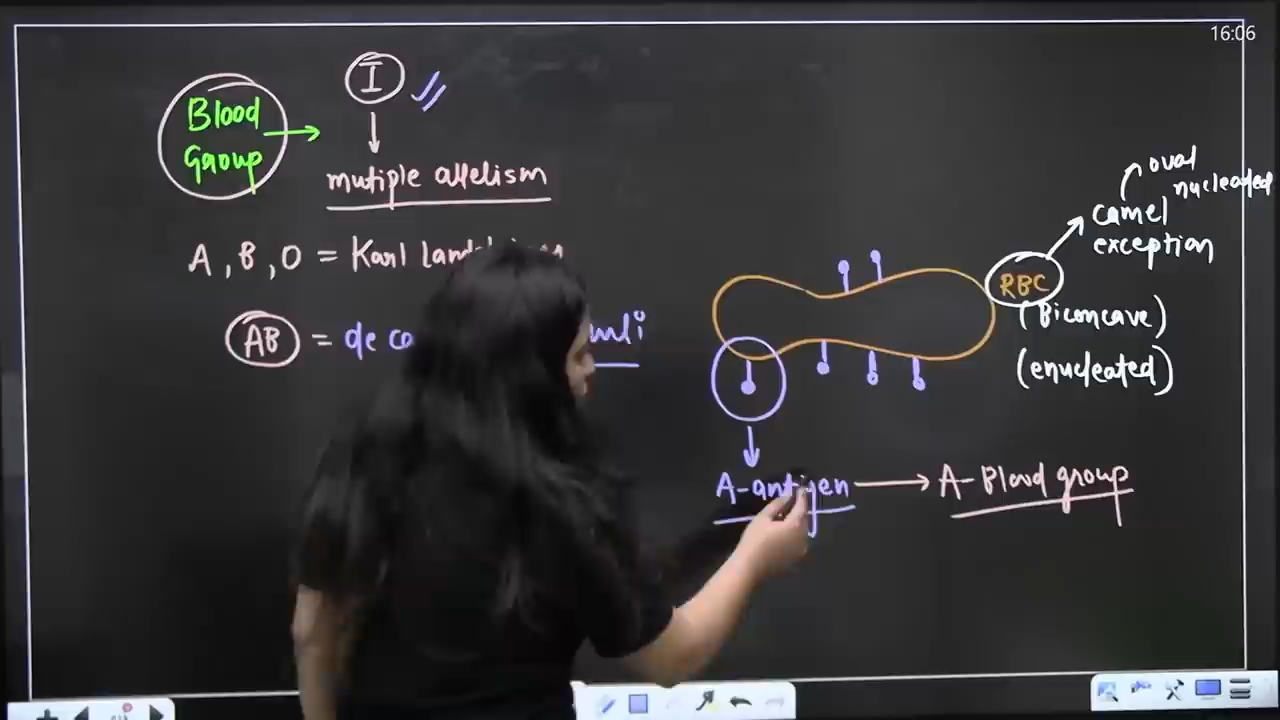 16:06
Blood
Group
I
mutiple allelism
A, B, O = Karl
AB = de
oval
nucleated
camel
exception
RBC
(Biconcave)
(enucleated)
A-antigen
A-Blood group